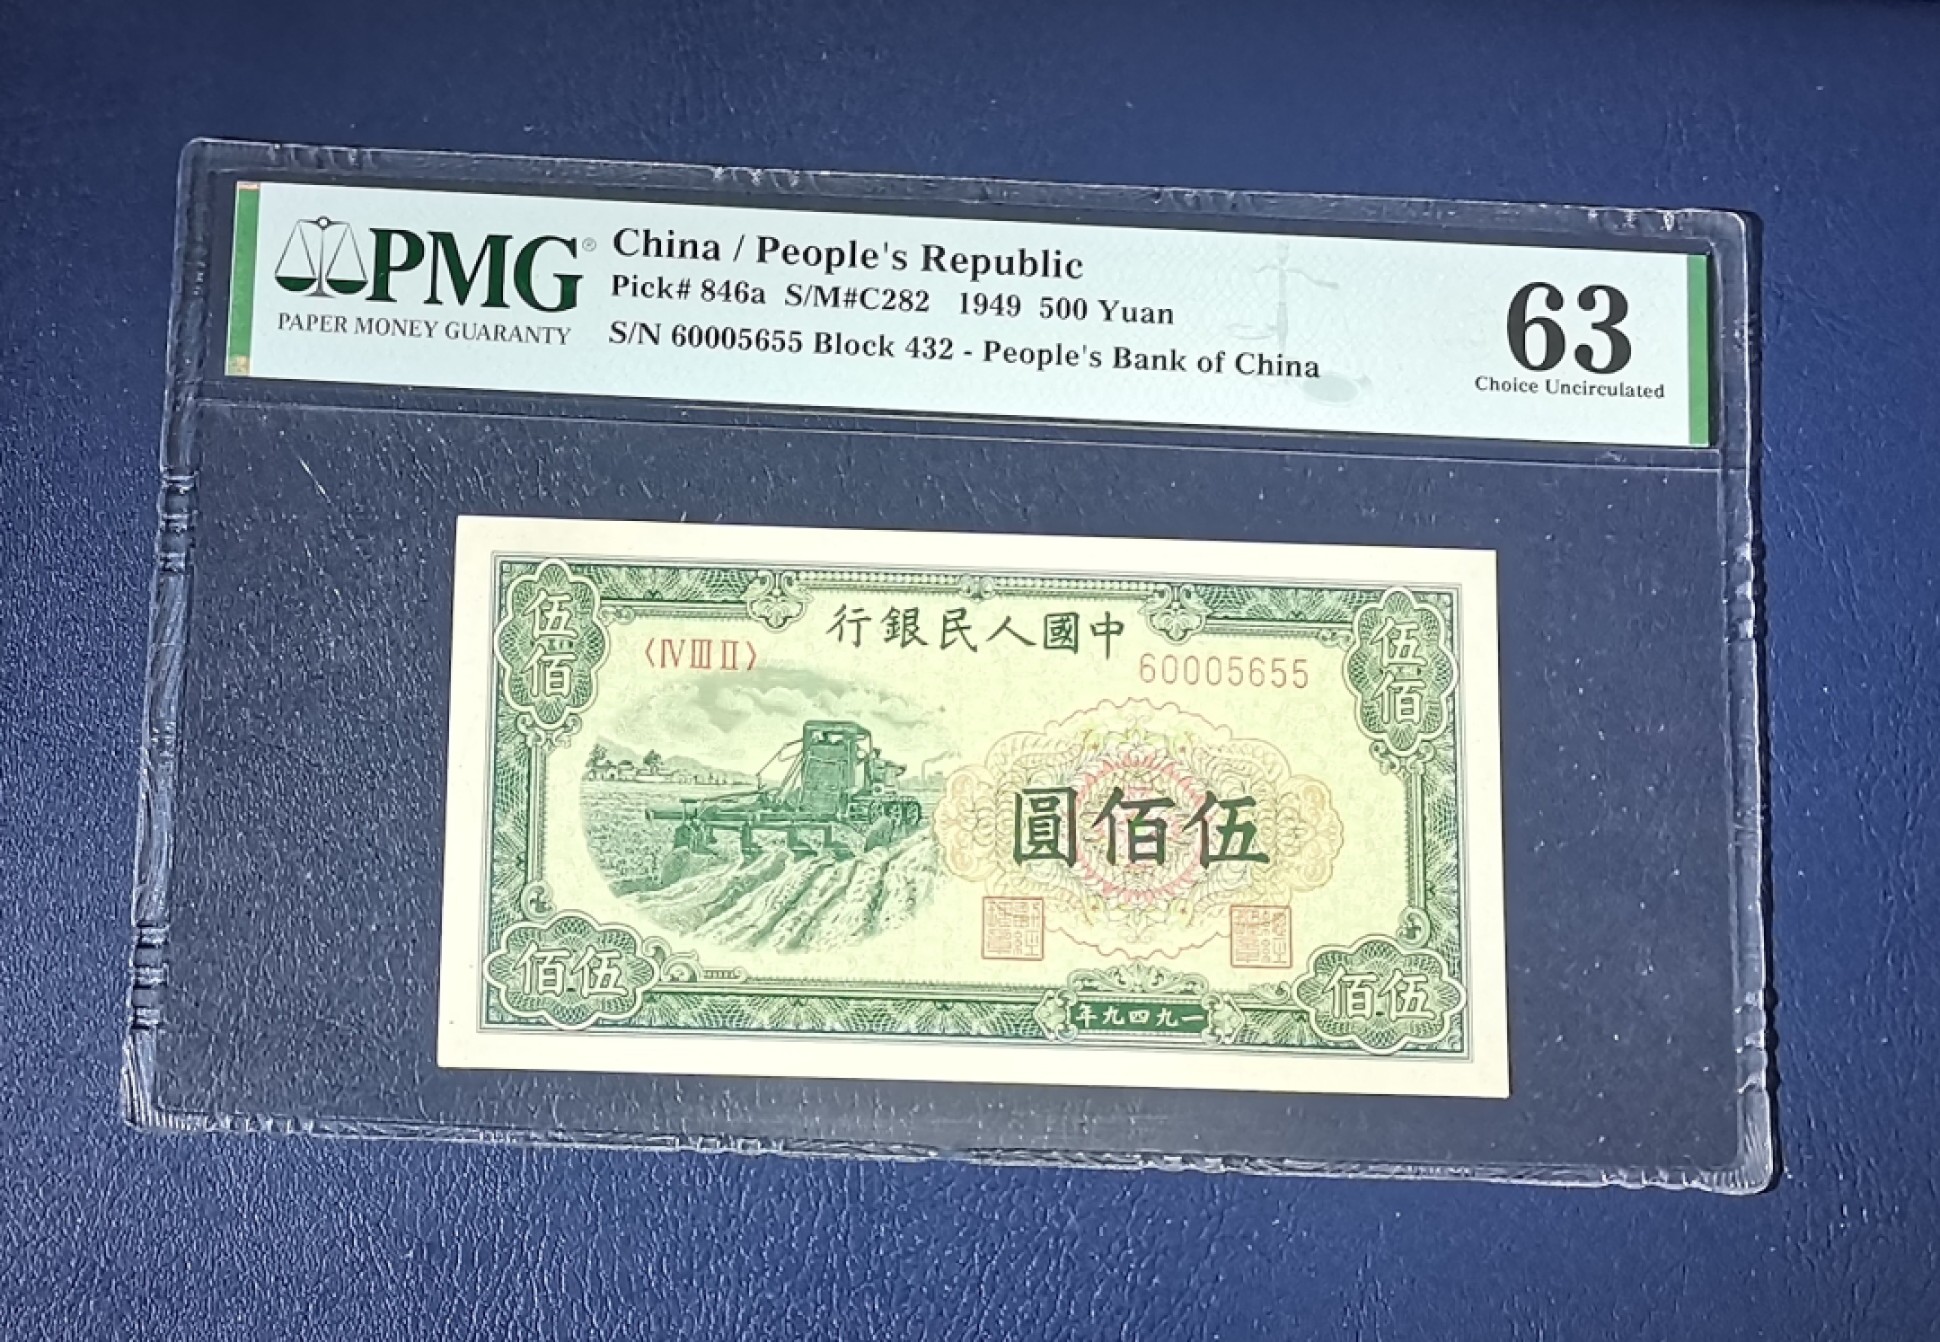 PMG®
PAPER MONEY GUARANTY
China / People's Republic
Pick# 846a S/M#C282 1949 500 Yuan
S/N 60005655 Block 432 - People's Bank of China
63
Choice Uncirculated
行銀民人國中
〈IV III II〉
60005655
伍佰
伍佰
圓佰伍
佰伍
佰伍
年九四九一